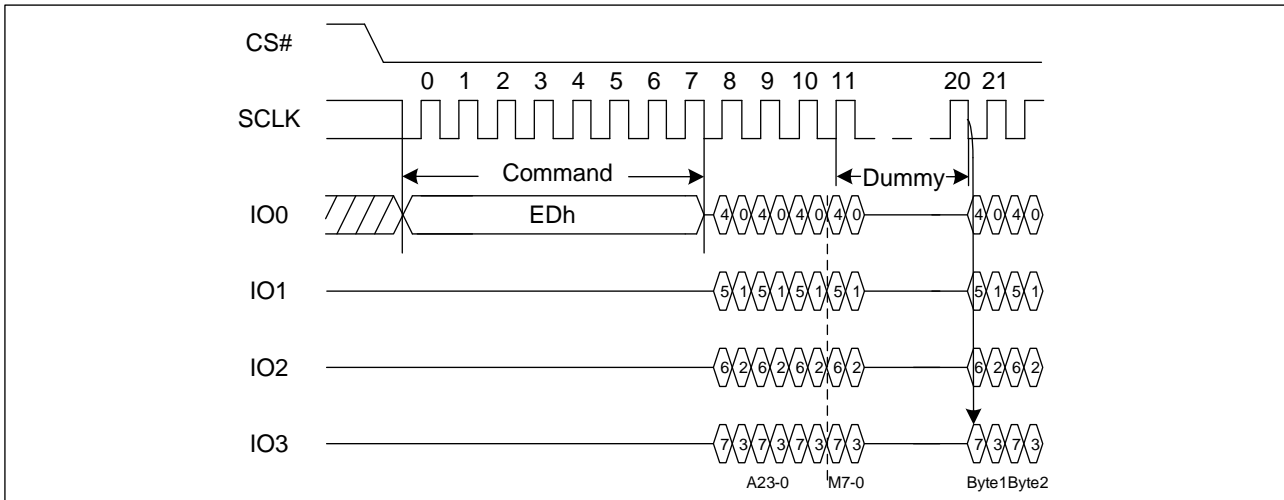 CS#
0 1 2 3 4 5 6 7 8 9 10 11 20 21
SCLK
Command
Dummy
IO0 EDh 4 0 4 0 4 0 4 0 4 0 4 0
IO1 5 1 5 1 5 1 5 1 5 1 5 1
IO2 6 2 6 2 6 2 6 2 6 2 6 2
IO3 7 3 7 3 7 3 7 3 7 3 7 3
A23-0 M7-0 Byte1 Byte2